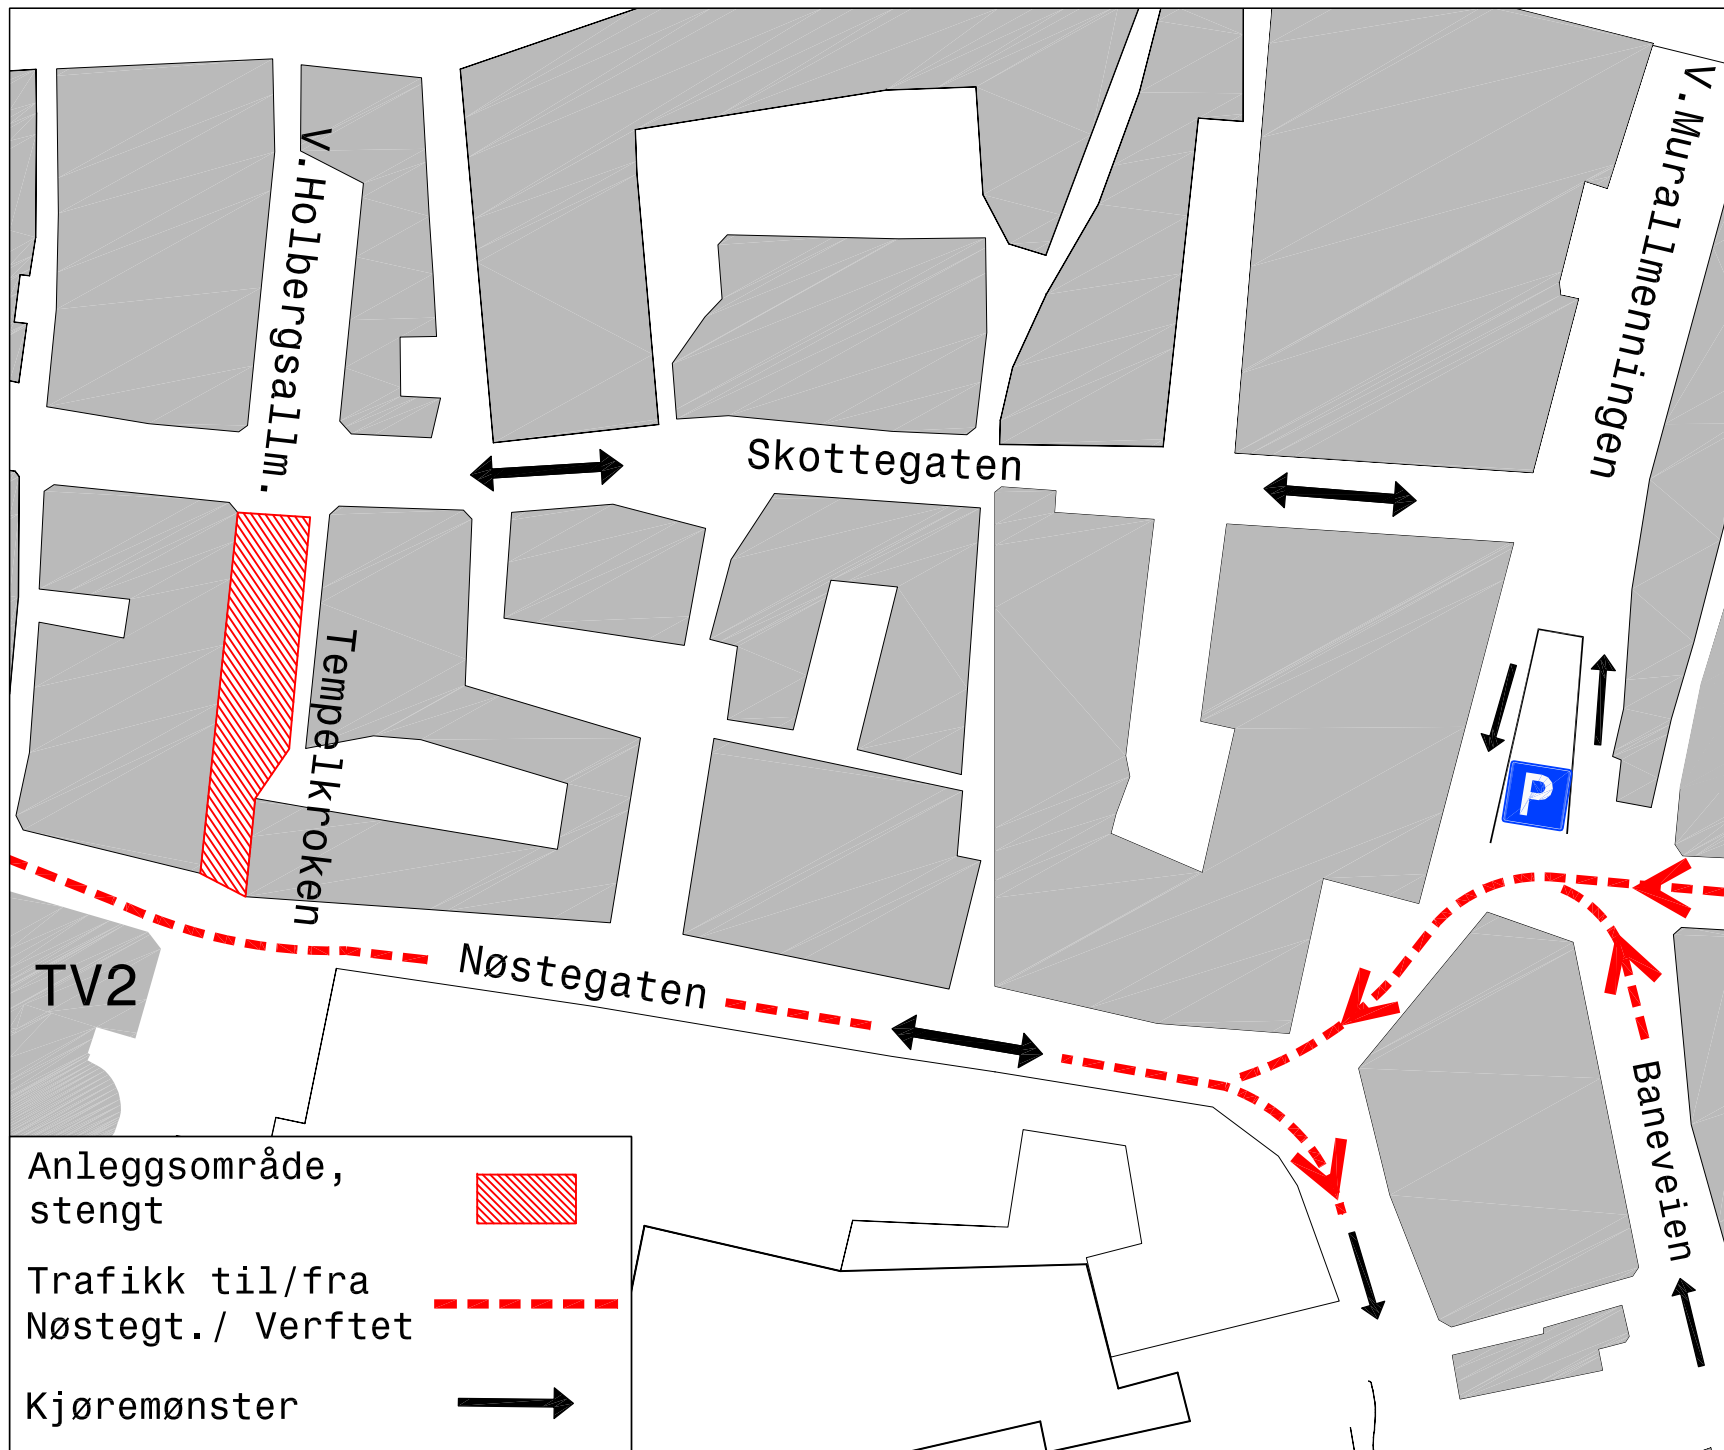 V.Holbergsallm.
V.Murallmenningen
Skottegaten
Tempelkroken
P
Nøstegaten
TV2
Baneveien
Anleggsområde,
stengt
Trafikk til/fra
Nøstegt./ Verftet
Kjøremønster